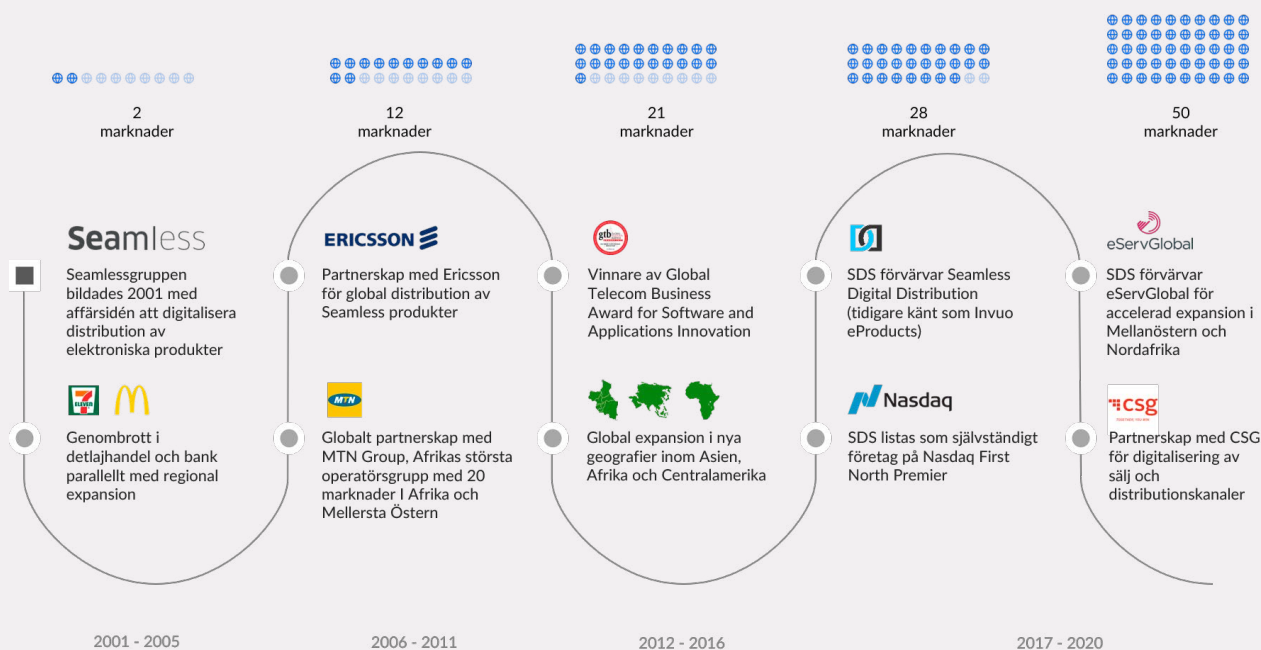 2
marknader
12
marknader
21
marknader
28
marknader
50
marknader
Seamless
Seamlessgruppen
bildades 2001 med
affärsidén att digitalisera
distribution av
elektroniska produkter
7
ELEVEN
Genombrott i
detlajhandel och bank
parallellt med regional
expansion
ERICSSON
Partnerskap med Ericsson
för global distribution av
Seamless produkter
MTN
Globalt partnerskap med
MTN Group, Afrikas största
operatörsgrupp med 20
marknader I Afrika och
Mellersta Östern
gtb
Vinnare av Global
Telecom Business
Award for Software and
Applications Innovation
Global expansion i nya
geografier inom Asien,
Afrika och Centralamerika
SDS förvärvar Seamless
Digital Distribution
(tidigare känt som Invuo
eProducts)
Nasdaq
SDS listas som självständigt
företag på Nasdaq First
North Premier
eServGlobal
SDS förvärvar
eServGlobal för
accelerad expansion i
Mellanöstern och
Nordafrika
csg
Partnerskap med CSG
för digitalisering av
sälj och
distributionskanaler
2001 - 2005
2006 - 2011
2012 - 2016
2017 - 2020